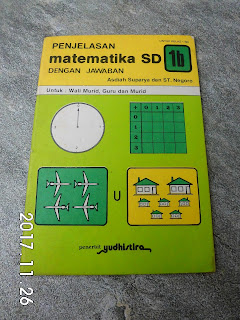 PENJELASAN
matematika SD 1b
DENGAN JAWABAN
Asdiah Suparya dan ST. Negoro
Untuk : Wali Murid, Guru dan Murid
+ 0 1 2 3
0
1
2
3
U
penerbit yudhistira
2017 11 26